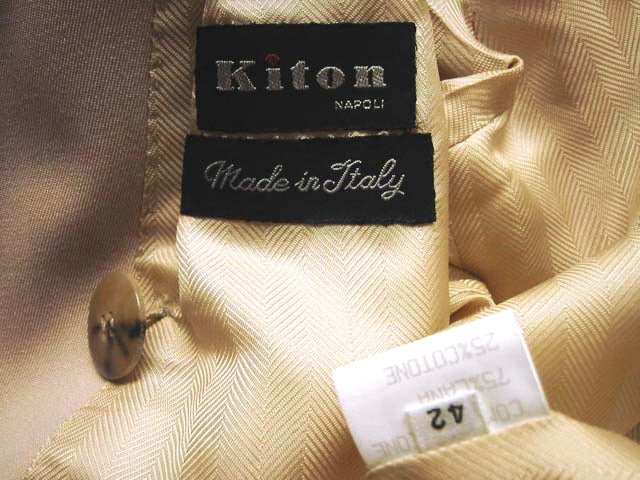 Kiton
NAPOLI
Made in Italy
75%LANA
25%COTONE
42